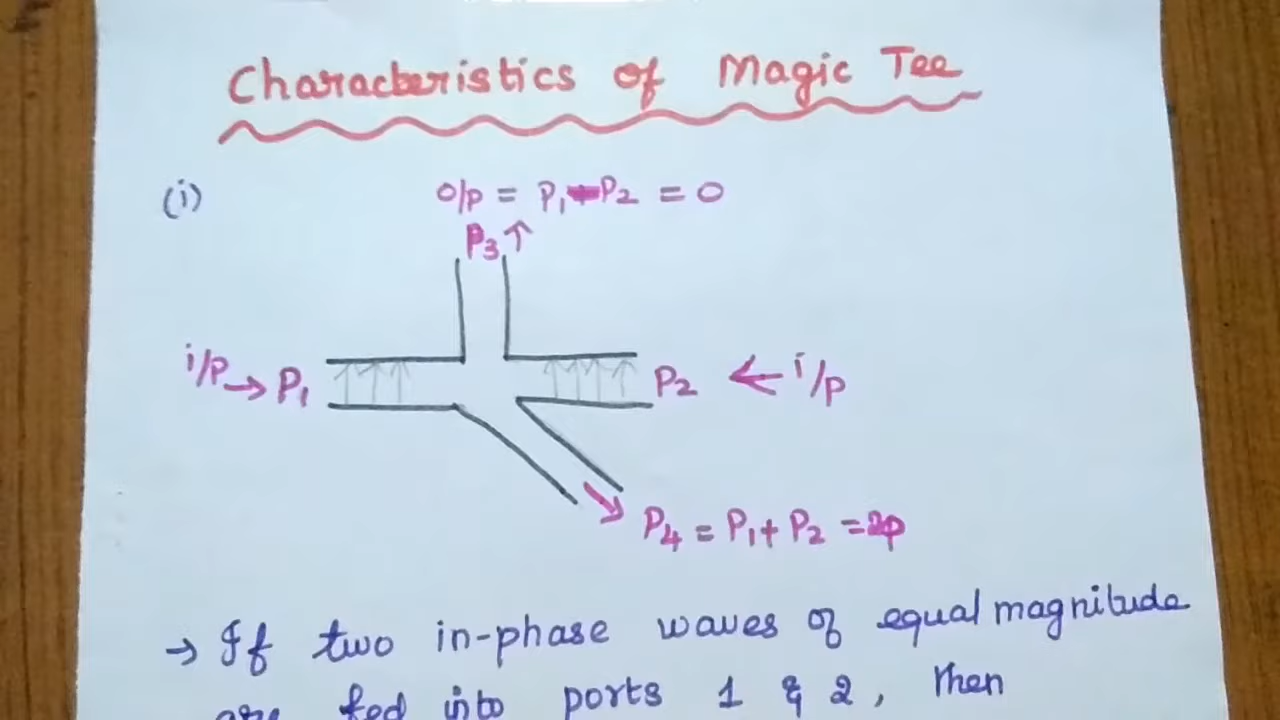 Characteristics of Magic Tee
(i)
o/p = P1 - P2 = 0
P3 ↑
i/p → P1
P2 ← i/p
P4 = P1 + P2 = 2p
→ If two in-phase waves of equal magnitude
are fed into ports 1 & 2, then